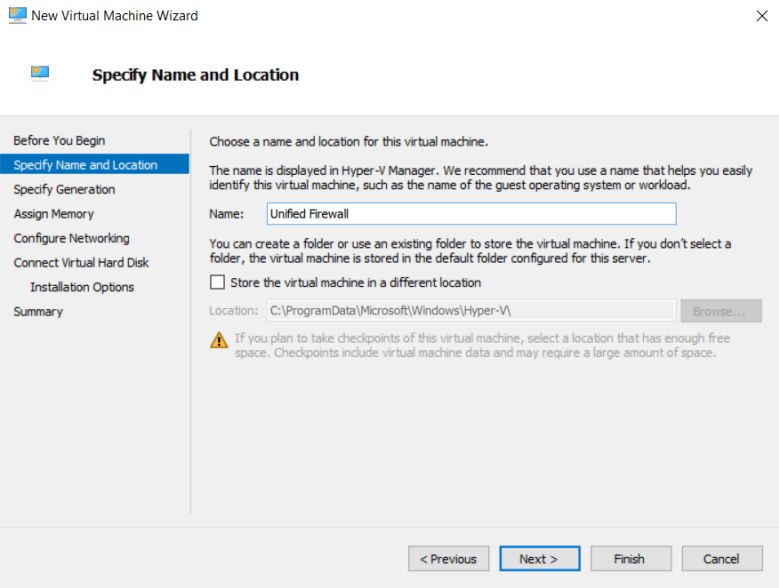 New Virtual Machine Wizard
Specify Name and Location
Before You Begin
Specify Name and Location
Specify Generation
Assign Memory
Configure Networking
Connect Virtual Hard Disk
Installation Options
Summary
Choose a name and location for this virtual machine.
The name is displayed in Hyper-V Manager. We recommend that you use a name that helps you easily
identify this virtual machine, such as the name of the guest operating system or workload.
Name: Unified Firewall
You can create a folder or use an existing folder to store the virtual machine. If you don't select a
folder, the virtual machine is stored in the default folder configured for this server.
Store the virtual machine in a different location
Location: C:\ProgramData\Microsoft\Windows\Hyper-V\ Browse...
If you plan to take checkpoints of this virtual machine, select a location that has enough free
space. Checkpoints include virtual machine data and may require a large amount of space.
< Previous Next > Finish Cancel